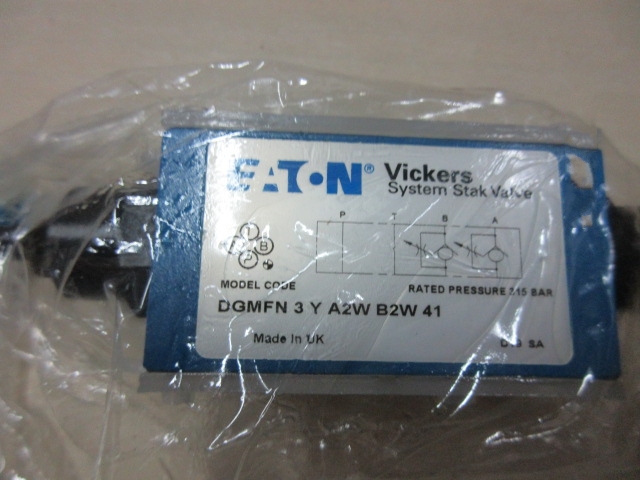 EATON® Vickers
System Stak Valve
P T B A
T
B
P
MODEL CODE RATED PRESSURE 315 BAR
DGMFN 3 Y A2W B2W 41
Made In UK SA